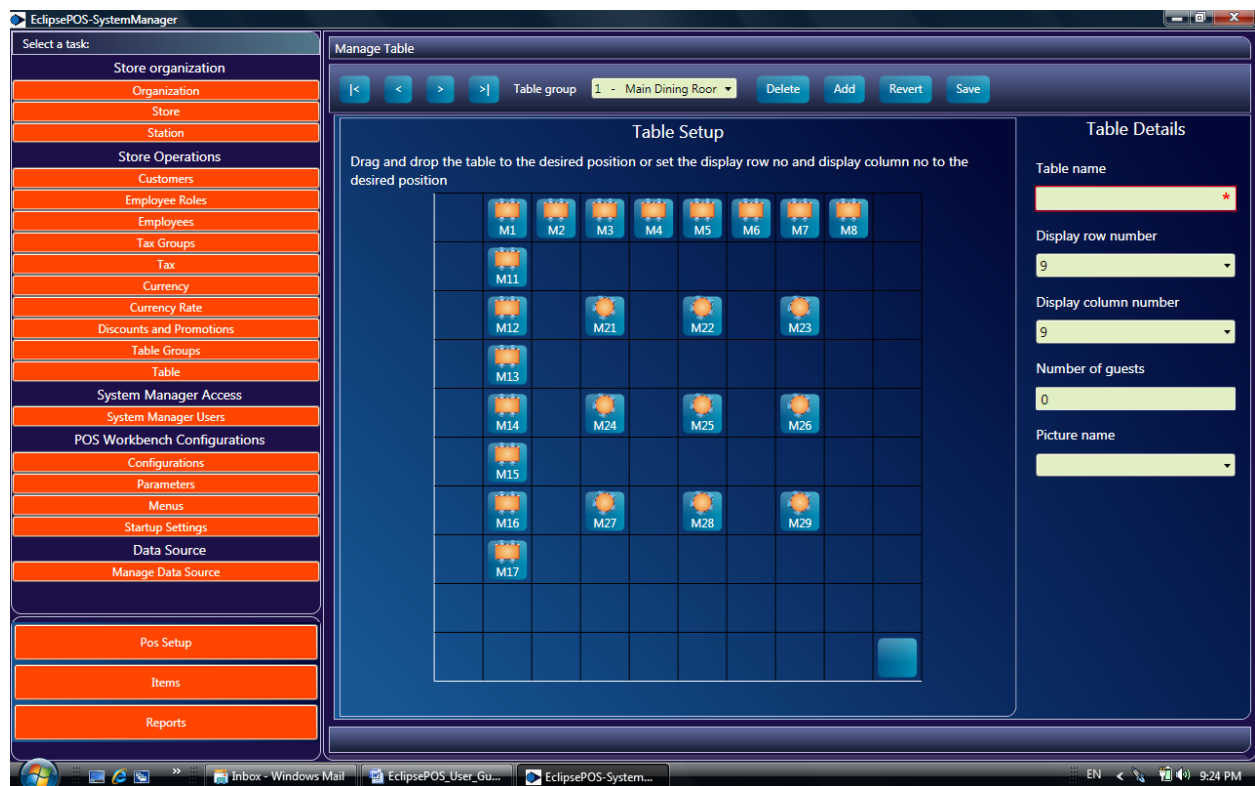 EclipsePOS-SystemManager
Select a task:
Store organization
Organization
Store
Station
Store Operations
Customers
Employee Roles
Employees
Tax Groups
Tax
Currency
Currency Rate
Discounts and Promotions
Table Groups
Table
System Manager Access
System Manager Users
POS Workbench Configurations
Configurations
Parameters
Menus
Startup Settings
Data Source
Manage Data Source
Pos Setup
Items
Reports
Manage Table
|< < > >| Table group 1 - Main Dining Roor Delete Add Revert Save
Table Setup
Drag and drop the table to the desired position or set the display row no and display column no to the
desired position
M1 M2 M3 M4 M5 M6 M7 M8
M11
M12 M21 M22 M23
M13
M14 M24 M25 M26
M15
M16 M27 M28 M29
M17
Table Details
Table name
*
Display row number
9
Display column number
9
Number of guests
0
Picture name
» Inbox - Windows Mail EclipsePOS_User_Gu... EclipsePOS-System... EN < 9:24 PM